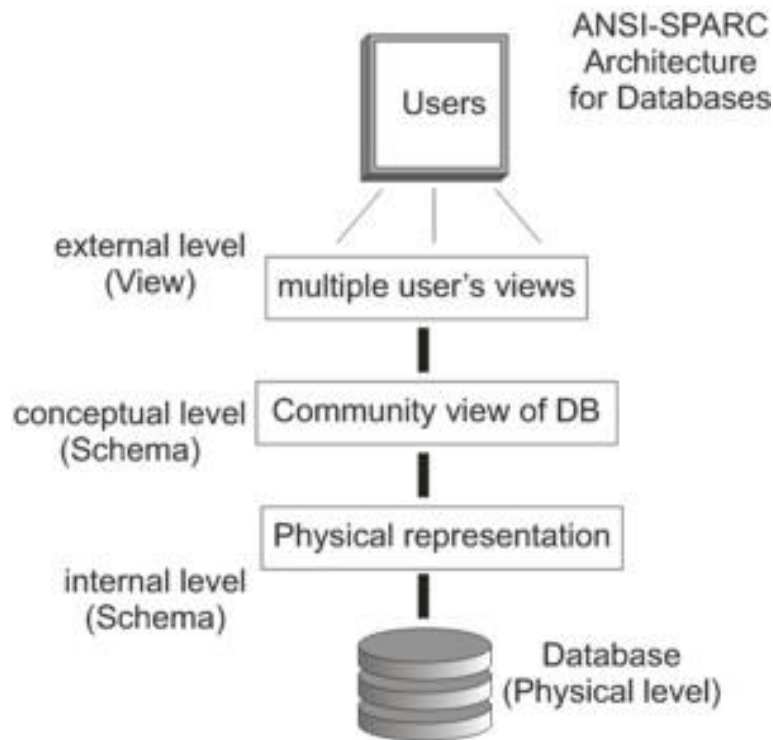 ANSI-SPARC
Architecture
for Databases
Users
external level
(View)
multiple user's views
conceptual level
(Schema)
Community view of DB
Physical representation
internal level
(Schema)
Database
(Physical level)